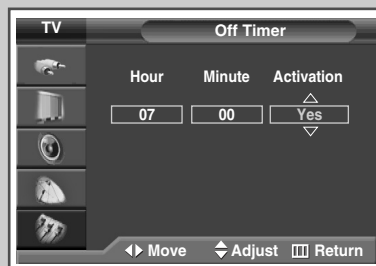 TV
Off Timer
Hour Minute Activation
07 00 Yes
Move Adjust Return